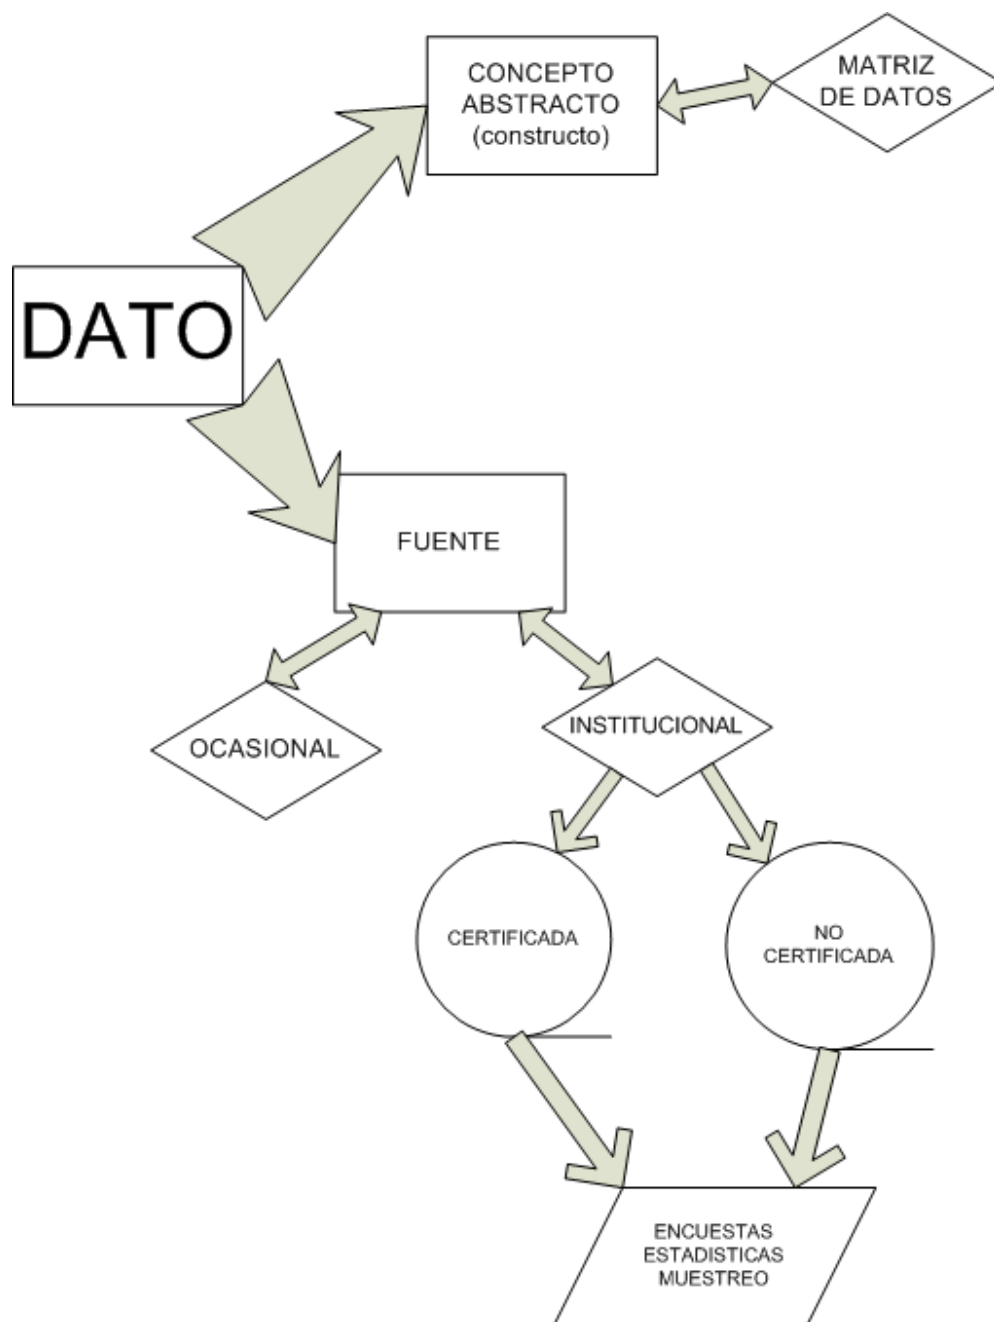 CONCEPTO
ABSTRACTO
(constructo)
MATRIZ
DE DATOS
DATO
FUENTE
OCASIONAL
INSTITUCIONAL
CERTIFICADA
NO
CERTIFICADA
ENCUESTAS
ESTADISTICAS
MUESTREO